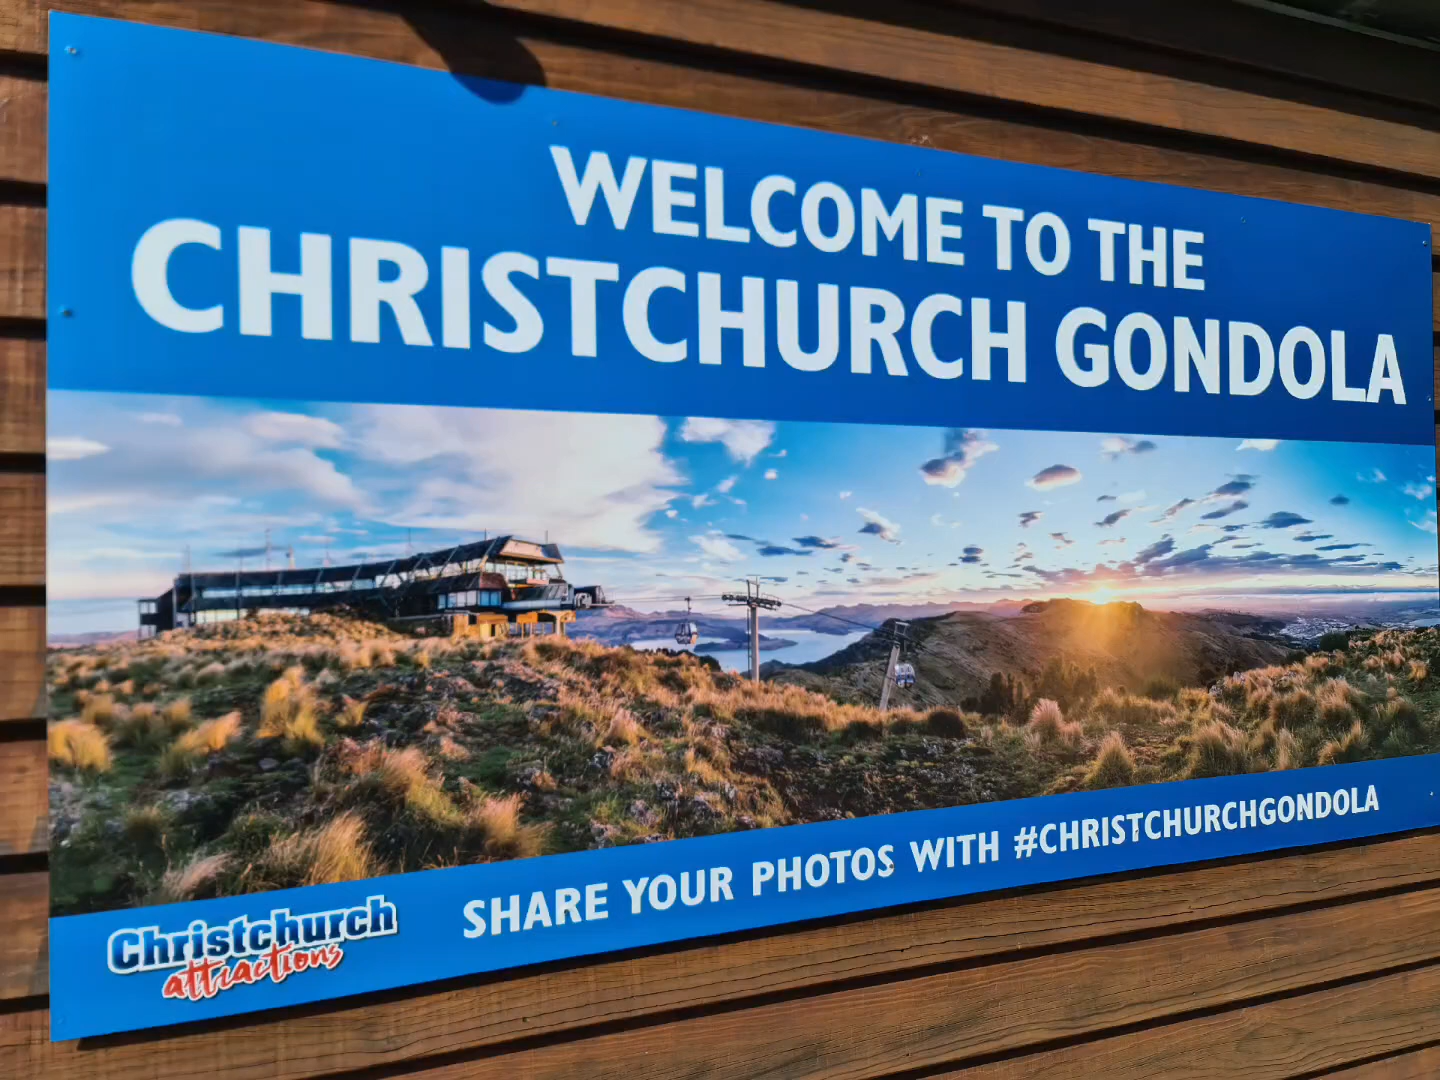 WELCOME TO THE
CHRISTCHURCH GONDOLA
SHARE YOUR PHOTOS WITH #CHRISTCHURCHGONDOLA
Christchurch
attractions